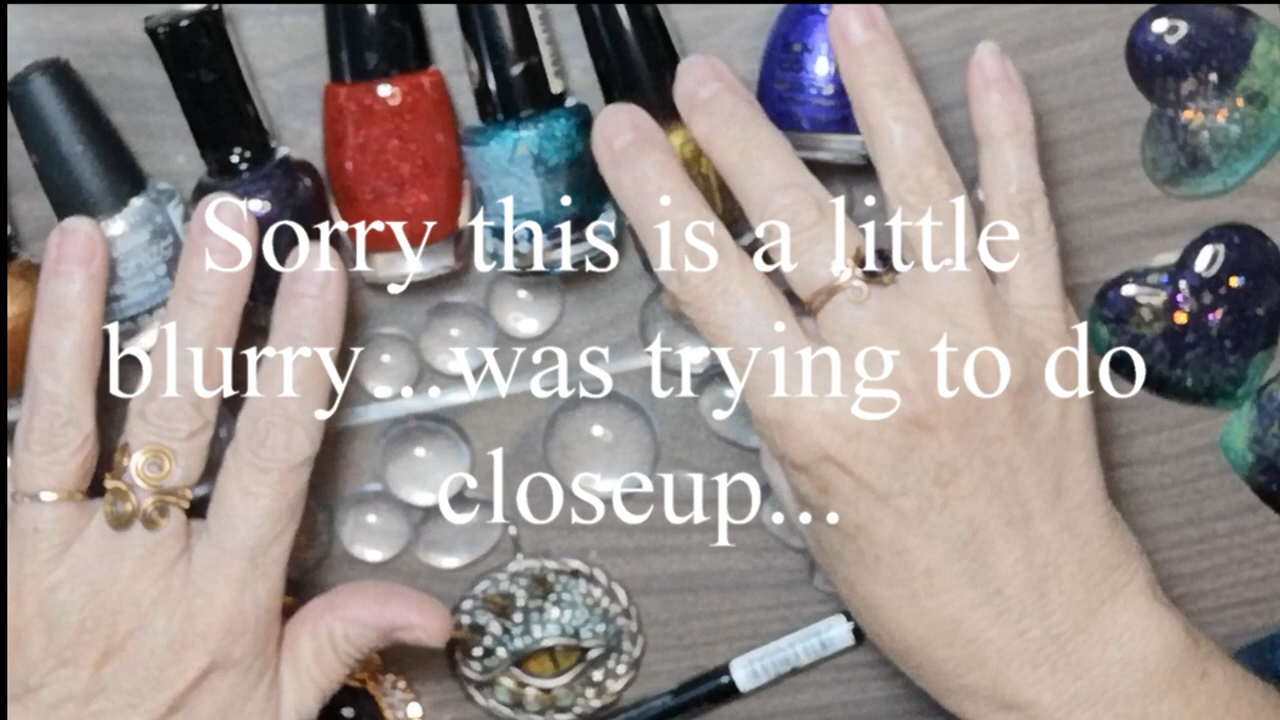 Sorry this is a little
blurry...was trying to do
closeup...